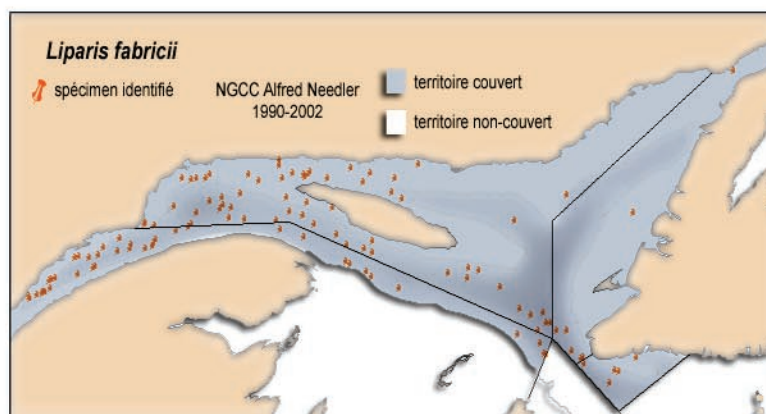 Liparis fabricii
spécimen identifié
NGCC Alfred Needler
1990-2002
territoire couvert
territoire non-couvert